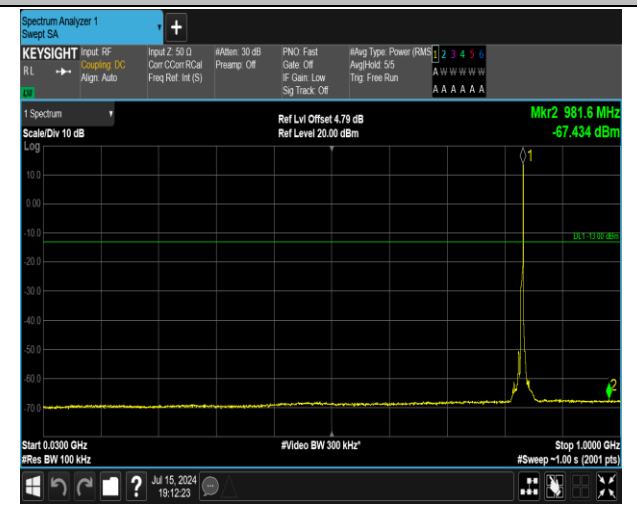 Spectrum Analyzer 1
Swept SA
+
KEYSIGHT Input: RF Input Z: 50 Ω #Atten: 30 dB PNO: Fast #Avg Type: Power (RMS 1 2 3 4 5 6
RL Coupling: DC Corr CCorr RCal Preamp: Off Gate: Off Avg|Hold: 5/5 A W W W W W
Align: Auto Freq Ref: Int (S) IF Gain: Low Trig: Free Run
Sig Track: Off A A A A A A
1 Spectrum Ref Lvl Offset 4.79 dB Mkr2 981.6 MHz
Scale/Div 10 dB Ref Level 20.00 dBm -67.434 dBm
Log
1
10.0
0.00
-10.0
DL1 -13.00 dBm
-20.0
-30.0
-40.0
-50.0
-60.0
2
-70.0
Start 0.0300 GHz #Video BW 300 kHz* Stop 1.0000 GHz
#Res BW 100 kHz #Sweep ~1.00 s (2001 pts)
? Jul 15, 2024
19:12:23